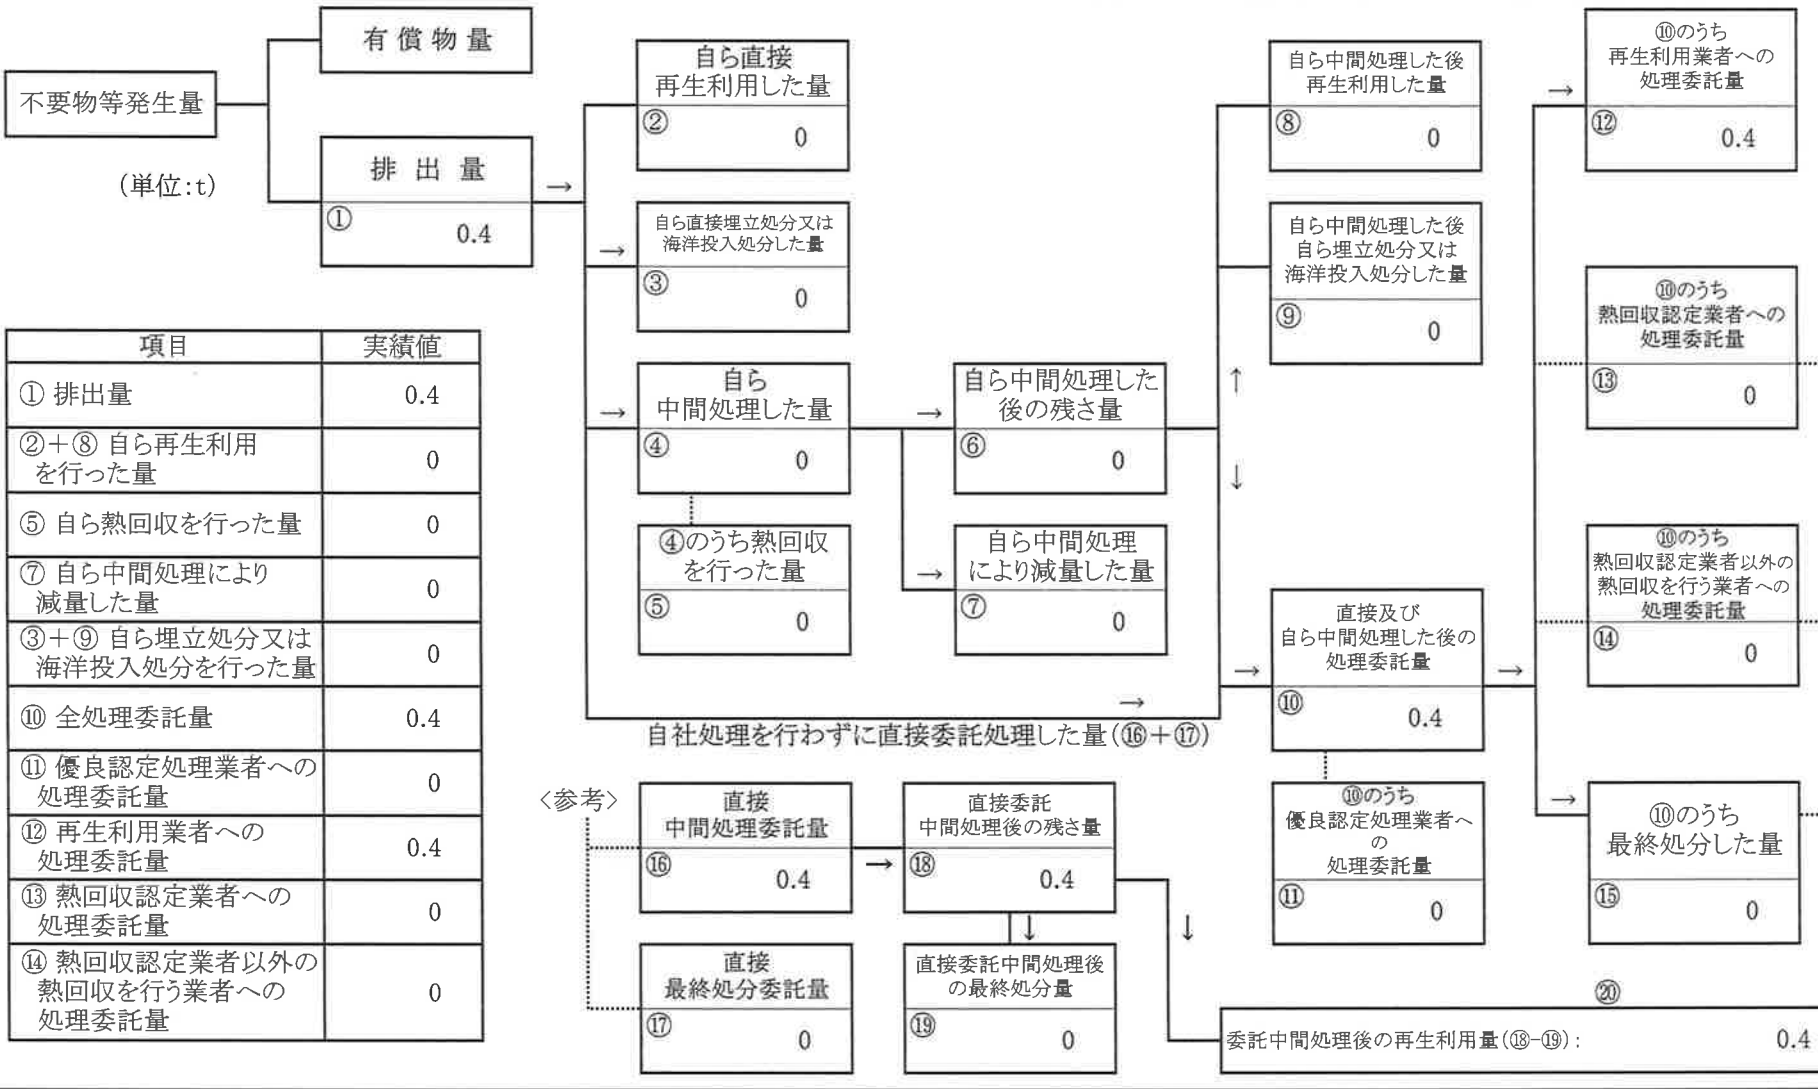 不要物等発生量
(単位:t)
有償物量
排出量
① 0.4
→
自ら直接
再生利用した量
② 0
→
自ら直接埋立処分又は
海洋投入処分した量
③ 0
→
自ら
中間処理した量
④ 0
④のうち熱回収
を行った量
⑤ 0
→
自ら中間処理した
後の残さ量
⑥ 0
→
自ら中間処理
により減量した量
⑦ 0
自ら中間処理した後
再生利用した量
⑧ 0
自ら中間処理した後
自ら埋立処分又は
海洋投入処分した量
⑨ 0
↑
↓
→
自社処理を行わずに直接委託処理した量(⑯+⑰)
→
直接及び
自ら中間処理した後の
処理委託量
⑩ 0.4
⑩のうち
優良認定処理業者へ
の
処理委託量
⑪ 0
→
→
⑩のうち
再生利用業者への
処理委託量
⑫ 0.4
⑩のうち
熱回収認定業者への
処理委託量
⑬ 0
⑩のうち
熱回収認定業者以外の
熱回収を行う業者への
処理委託量
⑭ 0
→
⑩のうち
最終処分した量
⑮ 0
項目 実績値
① 排出量 0.4
②+⑧ 自ら再生利用
を行った量 0
⑤ 自ら熱回収を行った量 0
⑦ 自ら中間処理により
減量した量 0
③+⑨ 自ら埋立処分又は
海洋投入処分を行った量 0
⑩ 全処理委託量 0.4
⑪ 優良認定処理業者への
処理委託量 0
⑫ 再生利用業者への
処理委託量 0.4
⑬ 熱回収認定業者への
処理委託量 0
⑭ 熱回収認定業者以外の
熱回収を行う業者への
処理委託量 0
〈参考〉
直接
中間処理委託量
⑯ 0.4
→
直接委託
中間処理後の残さ量
⑱ 0.4
直接
最終処分委託量
⑰ 0
↓
直接委託中間処理後
の最終処分量
⑲ 0
↓
⑳
委託中間処理後の再生利用量(⑱-⑲): 0.4